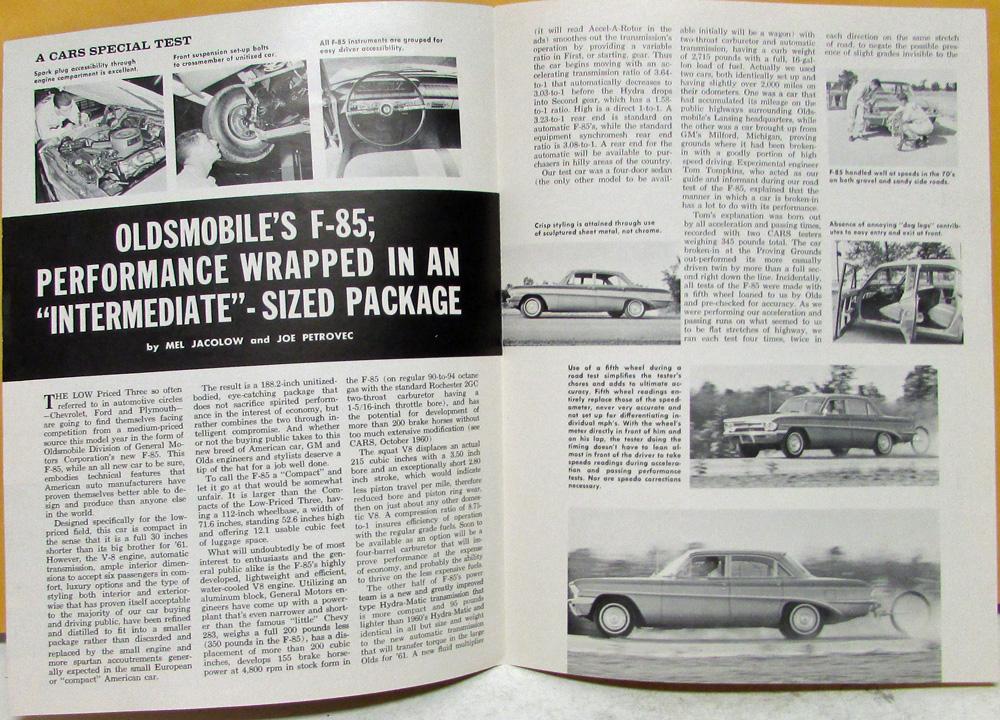 A CARS SPECIAL TEST
Spark plug accessibility through
engine compartment is excellent.
Front suspension set-up bolts
to crossmember of unitized car.
All F-85 instruments are grouped for
easy driver accessibility.
OLDSMOBILE'S F-85;
PERFORMANCE WRAPPED IN AN
"INTERMEDIATE"-SIZED PACKAGE
by MEL JACOLOW and JOE PETROVEC
THE LOW Priced Three so often
referred to in automotive circles
—Chevrolet, Ford and Plymouth—
are going to find themselves facing
competition from a medium-priced
source this model year in the form of
Oldsmobile Division of General Mo-
tors Corporation's new F-85. This
F-85, while an all new car to be sure,
embodies technical features that
American auto manufacturers have
proven themselves better able to de-
sign and produce than anyone else
in the world.
Designed specifically for the low-
priced field, this car is compact in
the sense that it is a full 30 inches
shorter than its big brother for '61.
However, the V-8 engine, automatic
transmission, ample interior dimen-
sions to accept six passengers in com-
fort, luxury options and the type of
styling both interior and exterior-
wise that has proven itself acceptable
to the majority of our car buying
and driving public, have been refined
and distilled to fit into a smaller
package rather than discarded and
replaced by the small engine and
more spartan accoutrements gener-
ally expected in the small European
or "compact" American car.
The result is a 188.2-inch unitized-
bodied, eye-catching package that
does not sacrifice spirited perform-
ance in the interest of economy, but
rather combines the two through in-
telligent compromise. And whether
or not the buying public takes to this
new breed of American car, GM and
Olds engineers and stylists deserve a
tip of the hat for a job well done.
To call the F-85 a "Compact" and
let it go at that would be somewhat
unfair. It is larger than the Com-
pacts of the Low Priced Three, hav-
ing a 112-inch wheelbase, a width of
71.6 inches, standing 52.6 inches high
and offering 12.1 usable cubic feet
of luggage space.
What will undoubtedly be of most
interest to enthusiasts and the gen-
eral public alike is the F-85's highly
developed, lightweight and efficient,
water-cooled V8 engine. Utilizing an
aluminum block, General Motors en-
gineers have come up with a power-
plant that's even narrower and short-
er than the famous "little" Chevy
283, weighs a full 200 pounds less
(350 pounds in the F-85), has a dis-
placement of more than 200 cubic
inches, develops 155 brake horse-
power at 4,800 rpm in stock form in
the F-85 (on regular 90-to-94 octane
gas with the standard Rochester 2GC
two-throat carburetor having a
1-5/16-inch throttle bore), and has
the potential for development of
more than 200 brake horses without
too much extensive modification (see
CARS, October 1960)
The squat V8 displaces an actual
215 cubic inches with a 3.50 inch
bore and an exceptionally short 2.80
inch stroke, which would indicate
less piston travel per mile, therefore
reduced bore and piston ring wear,
then on just about any other domes-
tic V8. A compression ratio of 8.75-
to-1 insures efficiency of operation
with the regular grade fuels. Soon to
be available as an option will be a
four-barrel carburetor that will im-
prove performance at the expense
of economy, and probably the ability
to thrive on the less expensive fuels.
The other half of F-85's power
team is a new and greatly improved
type Hydra-Matic transmission that
is more compact and 95 pounds
lighter than 1960's Hydra-Matic and
identical in all but size and weight
to the new automatic transmission
that will transfer torque in the large
Olds for '61. A new fluid multiplier
(it will read Accel-A-Rotor in the
ads) smoothes out the transmission's
operation by providing a variable
ratio in First, or starting, gear. Thus
the car begins moving with an ac-
celerating transmission ratio of 3.64-
to-1 that automatically decreases to
3.03-to-1 before the Hydra drops
into Second gear, which has a 1.58-
to-1 ratio. High is a direct 1-to-1. A
3.23-to-1 rear end is standard on
automatic F-85's, while the standard
equipment synchromesh rear end
ratio is 3.08-to-1. A rear end for the
automatic will be available to pur-
chasers in hilly areas of the country.
Our test car was a four-door sedan
(the only other model to be avail-
Crisp styling is attained through use
of sculptured sheet metal, not chrome.
able initially will be a wagon) with
two-throat carburetor and automatic
transmission, having a curb weight
of 2,715 pounds with a full, 16-gal-
lon load of fuel. Actually we used
two cars, both identically set up and
having slightly over 2,000 miles on
their odometers. One was a car that
had accumulated its mileage on the
public highways surrounding Olds-
mobile's Lansing headquarters, while
the other was a car brought up from
GM's Milford, Michigan, proving
grounds where it had been broken-
in with a goodly portion of high
speed driving. Experimental engineer
Tom Tompkins, who acted as our
guide and informant during our road
test of the F-85, explained that the
manner in which a car is broken-in
has a lot to do with its performance.
Tom's explanation was born out
by all acceleration and passing times,
recorded with two CARS testers
weighing 345 pounds total. The car
broken-in at the Proving Grounds
out-performed its more casually
driven twin by more than a full sec-
ond right down the line. Incidentally,
all tests of the F-85 were made with
a fifth wheel loaned to us by Olds
and pre-checked for accuracy. As we
were performing our acceleration and
passing runs on what seemed to us
to be flat stretches of highway, we
ran each test four times, twice in
each direction on the same stretch
of road, to negate the possible pres-
ence of slight grades invisible to the
F-85 handled well at speeds in the 70's
on both gravel and sandy side roads.
Absence of annoying "dog legs" contrib-
utes to easy entry and exit at front.
Use of a fifth wheel during a
road test simplifies the tester's
chores and adds to ultimate ac-
curacy. Fifth wheel readings en-
tirely replace those of the speed-
ometer, never very accurate and
not set up for differentiating in-
dividual mph's. With the wheel's
meter directly in front of him and
on his lap, the tester doing the
timing doesn't have to lean al-
most in front of the driver to take
speeds readings during accelera-
tion and passing performance
tests. Nor are speedo corrections
necessary.